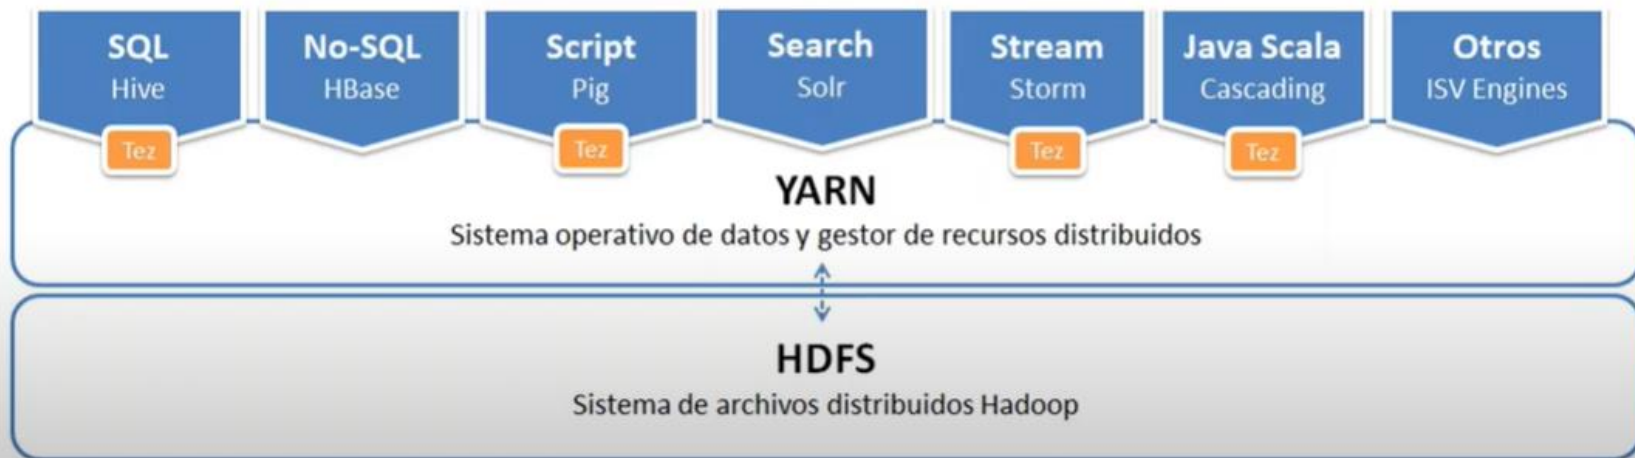 SQL
Hive
No-SQL
HBase
Script
Pig
Search
Solr
Stream
Storm
Java Scala
Cascading
Otros
ISV Engines
Tez
Tez
Tez
Tez
YARN
Sistema operativo de datos y gestor de recursos distribuidos
HDFS
Sistema de archivos distribuidos Hadoop